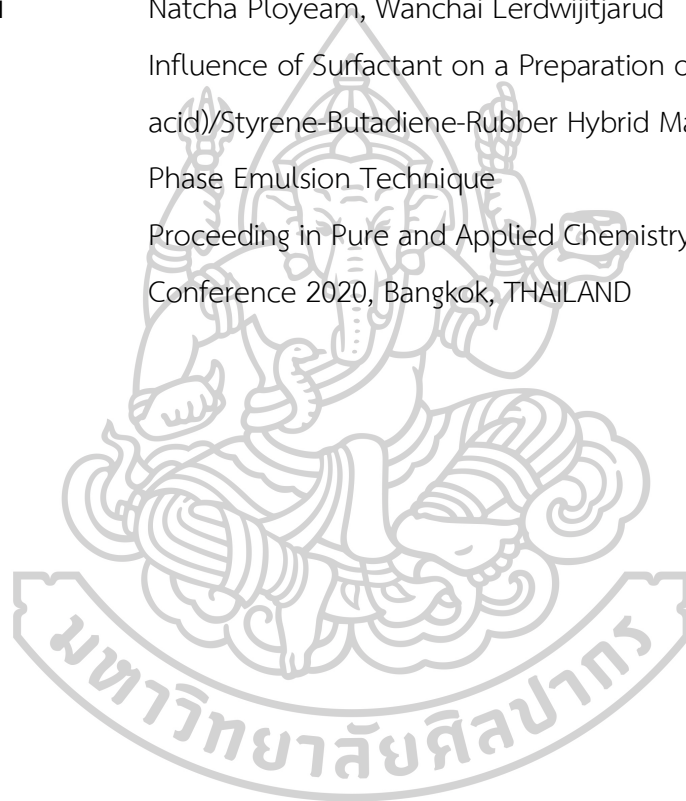 Natcha Ployeam, Wanchai Lerdwijitjarud
Influence of Surfactant on a Preparation
acid)/Styrene-Butadiene-Rubber Hybrid
Phase Emulsion Technique
Proceeding in Pure and Applied Chemistry
Conference 2020, Bangkok, THAILAND
มหาวิทยาลัยศิลปากร